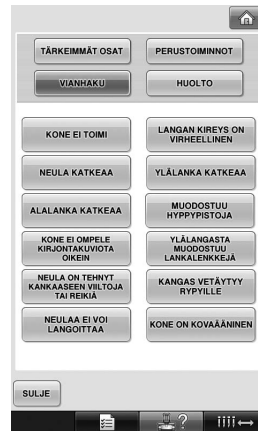 TÄRKEIMMÄT OSAT
PERUSTOIMINNOT
VIANHAKU
HUOLTO
KONE EI TOIMI
LANGAN KIREYS ON
VIRHEELLINEN
NEULA KATKEAA
YLÄLANKA KATKEAA
ALALANKA KATKEAA
MUODOSTUU
HYPPYPISTOJA
KONE EI OMPELE
KIRJONTAKUVIOTA
OIKEIN
YLÄLANGASTA
MUODOSTUU
LANKALENKKEJÄ
NEULA ON TEHNYT
KANKAASEEN VIILTOJA
TAI REIKIÄ
KANGAS VETÄYTYY
RYPYILLE
NEULAA EI VOI
LANGOITTAA
KONE ON KOVAÄÄNINEN
SULJE
?